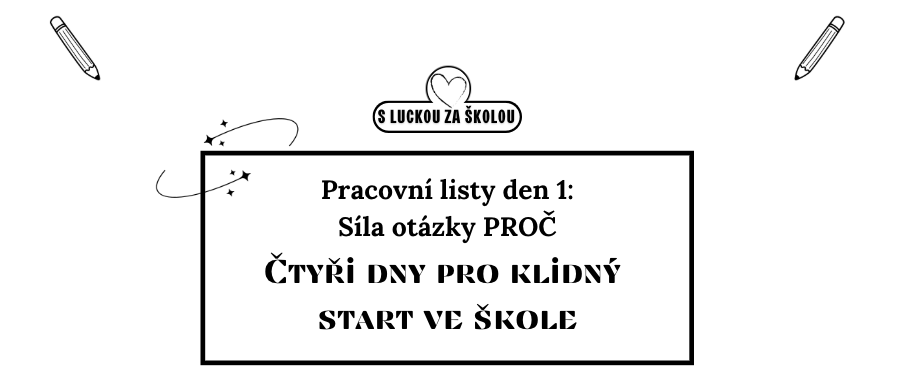 S LUCKOU ZA ŠKOLOU
Pracovní listy den 1:
Síla otázky PROČ
ČTYŘI DNY PRO KLIDNÝ
START VE ŠKOLE